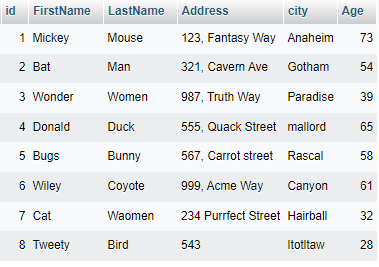 id FirstName LastName Address city Age
1 Mickey Mouse 123, Fantasy Way Anaheim 73
2 Bat Man 321, Cavern Ave Gotham 54
3 Wonder Women 987, Truth Way Paradise 39
4 Donald Duck 555, Quack Street mallord 65
5 Bugs Bunny 567, Carrot street Rascal 58
6 Wiley Coyote 999, Acme Way Canyon 61
7 Cat Waomen 234 Purrfect Street Hairball 32
8 Tweety Bird 543 Itotltaw 28